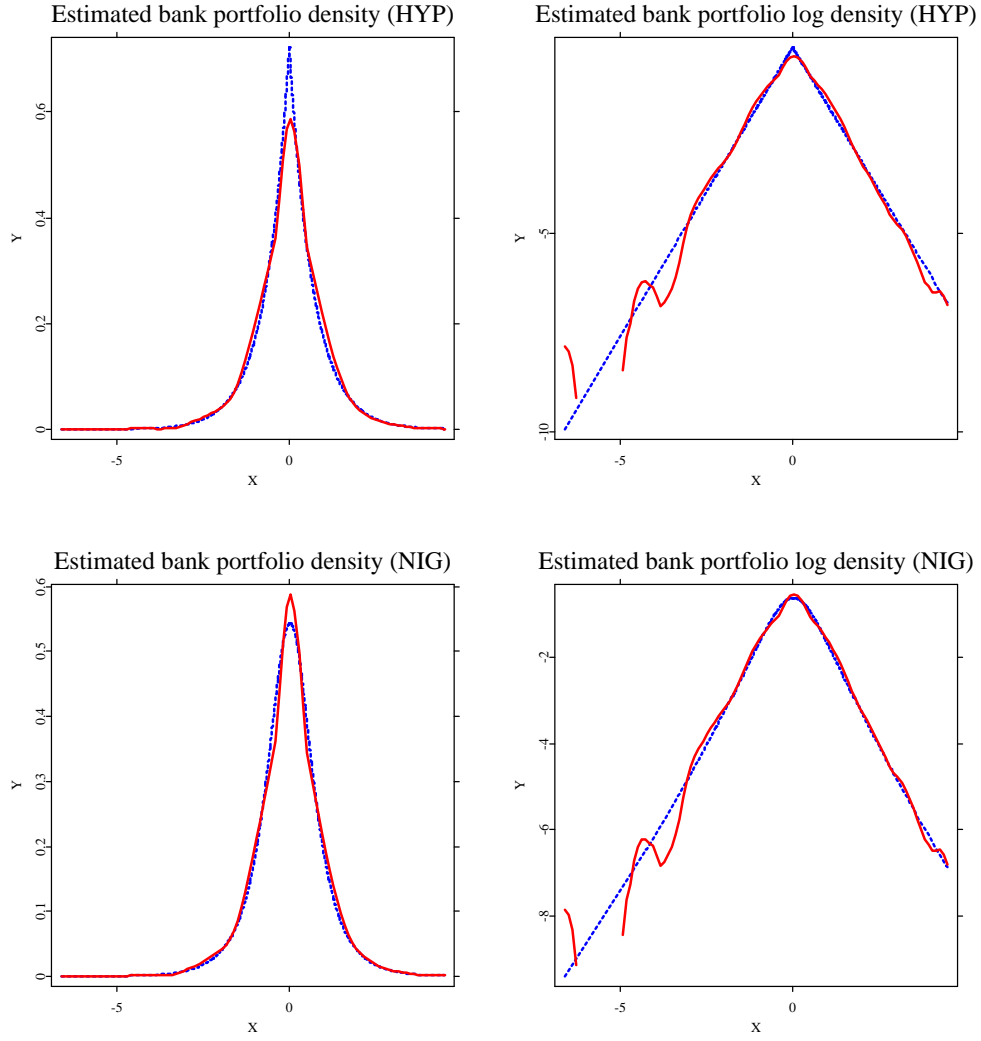 Estimated bank portfolio density (HYP)
Y
0 0.2 0.4 0.6
-5 0
X
Estimated bank portfolio log density (HYP)
Y
-10 -5
-5 0
X
Estimated bank portfolio density (NIG)
Y
0 0.1 0.2 0.3 0.4 0.5 0.6
-5 0
X
Estimated bank portfolio log density (NIG)
Y
-8 -6 -4 -2
-5 0
X